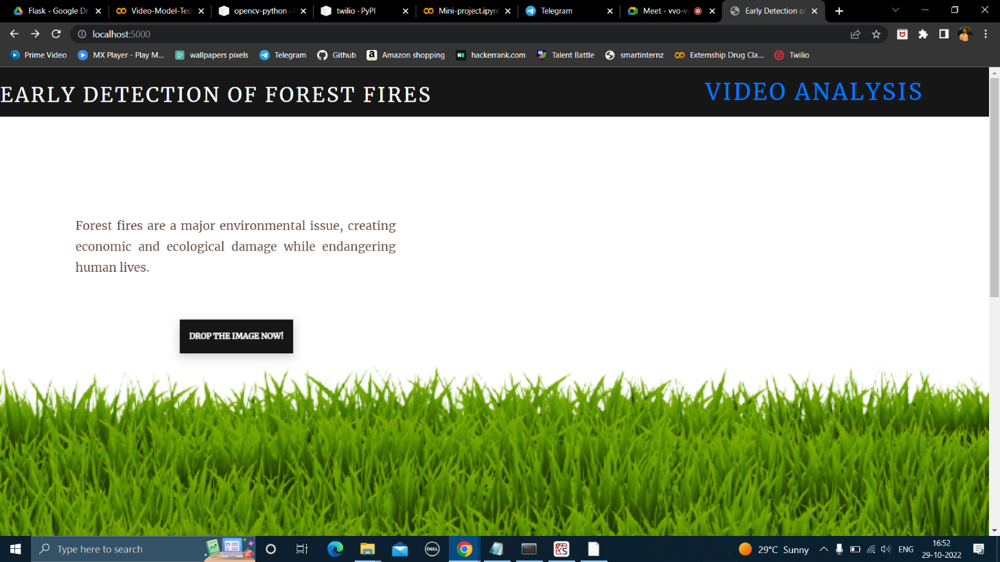 Flask - Google Dr
Video-Model-Tes
opencv-python ·
twilio · PyPI
Mini-project.ipyn
Telegram
Meet - vvo-v
Early Detection o
localhost:5000
Prime Video
MX Player - Play M...
wallpapers pixels
Telegram
Github
Amazon shopping
hackerrank.com
Talent Battle
smartinternz
Externship Drug Cla...
Twilio
EARLY DETECTION OF FOREST FIRES
VIDEO ANALYSIS
Forest fires are a major environmental issue, creating
economic and ecological damage while endangering
human lives.
DROP THE IMAGE NOW!
Type here to search
DELL
29°C Sunny
ENG
16:52
29-10-2022